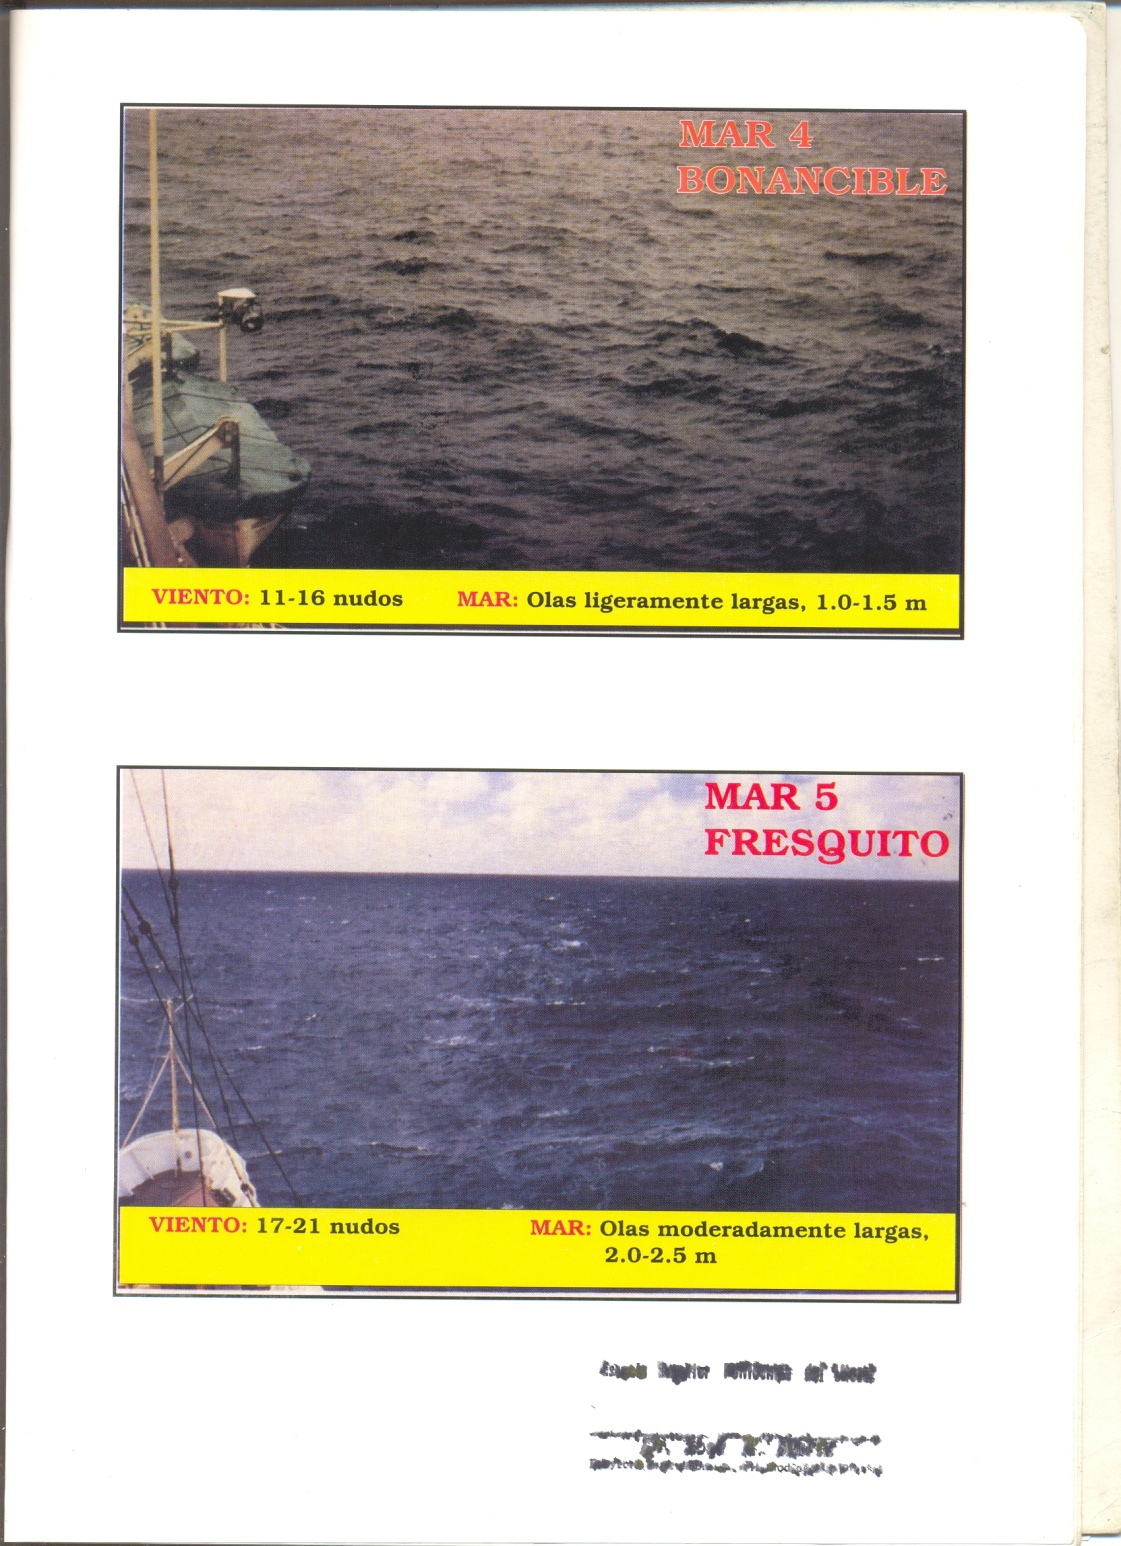 MAR 4
BONANCIBLE
VIENTO: 11-16 nudos MAR: Olas ligeramente largas, 1.0-1.5 m
MAR 5
FRESQUITO
VIENTO: 17-21 nudos MAR: Olas moderadamente largas,
2.0-2.5 m